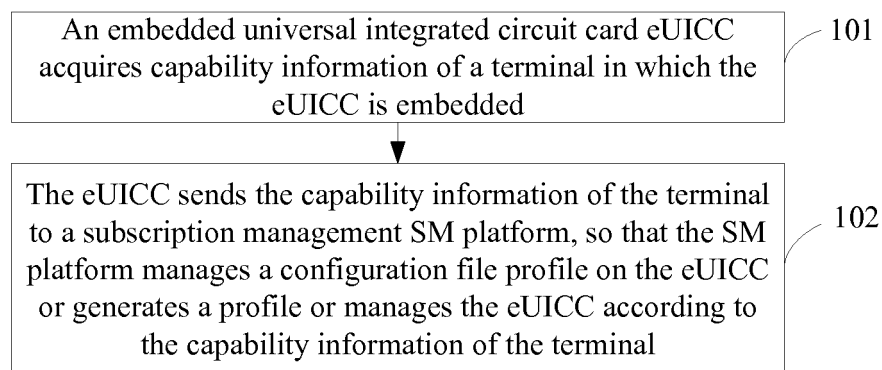 An embedded universal integrated circuit card eUICC
acquires capability information of a terminal in which the
eUICC is embedded
101
The eUICC sends the capability information of the terminal
to a subscription management SM platform, so that the SM
platform manages a configuration file profile on the eUICC
or generates a profile or manages the eUICC according to
the capability information of the terminal
102